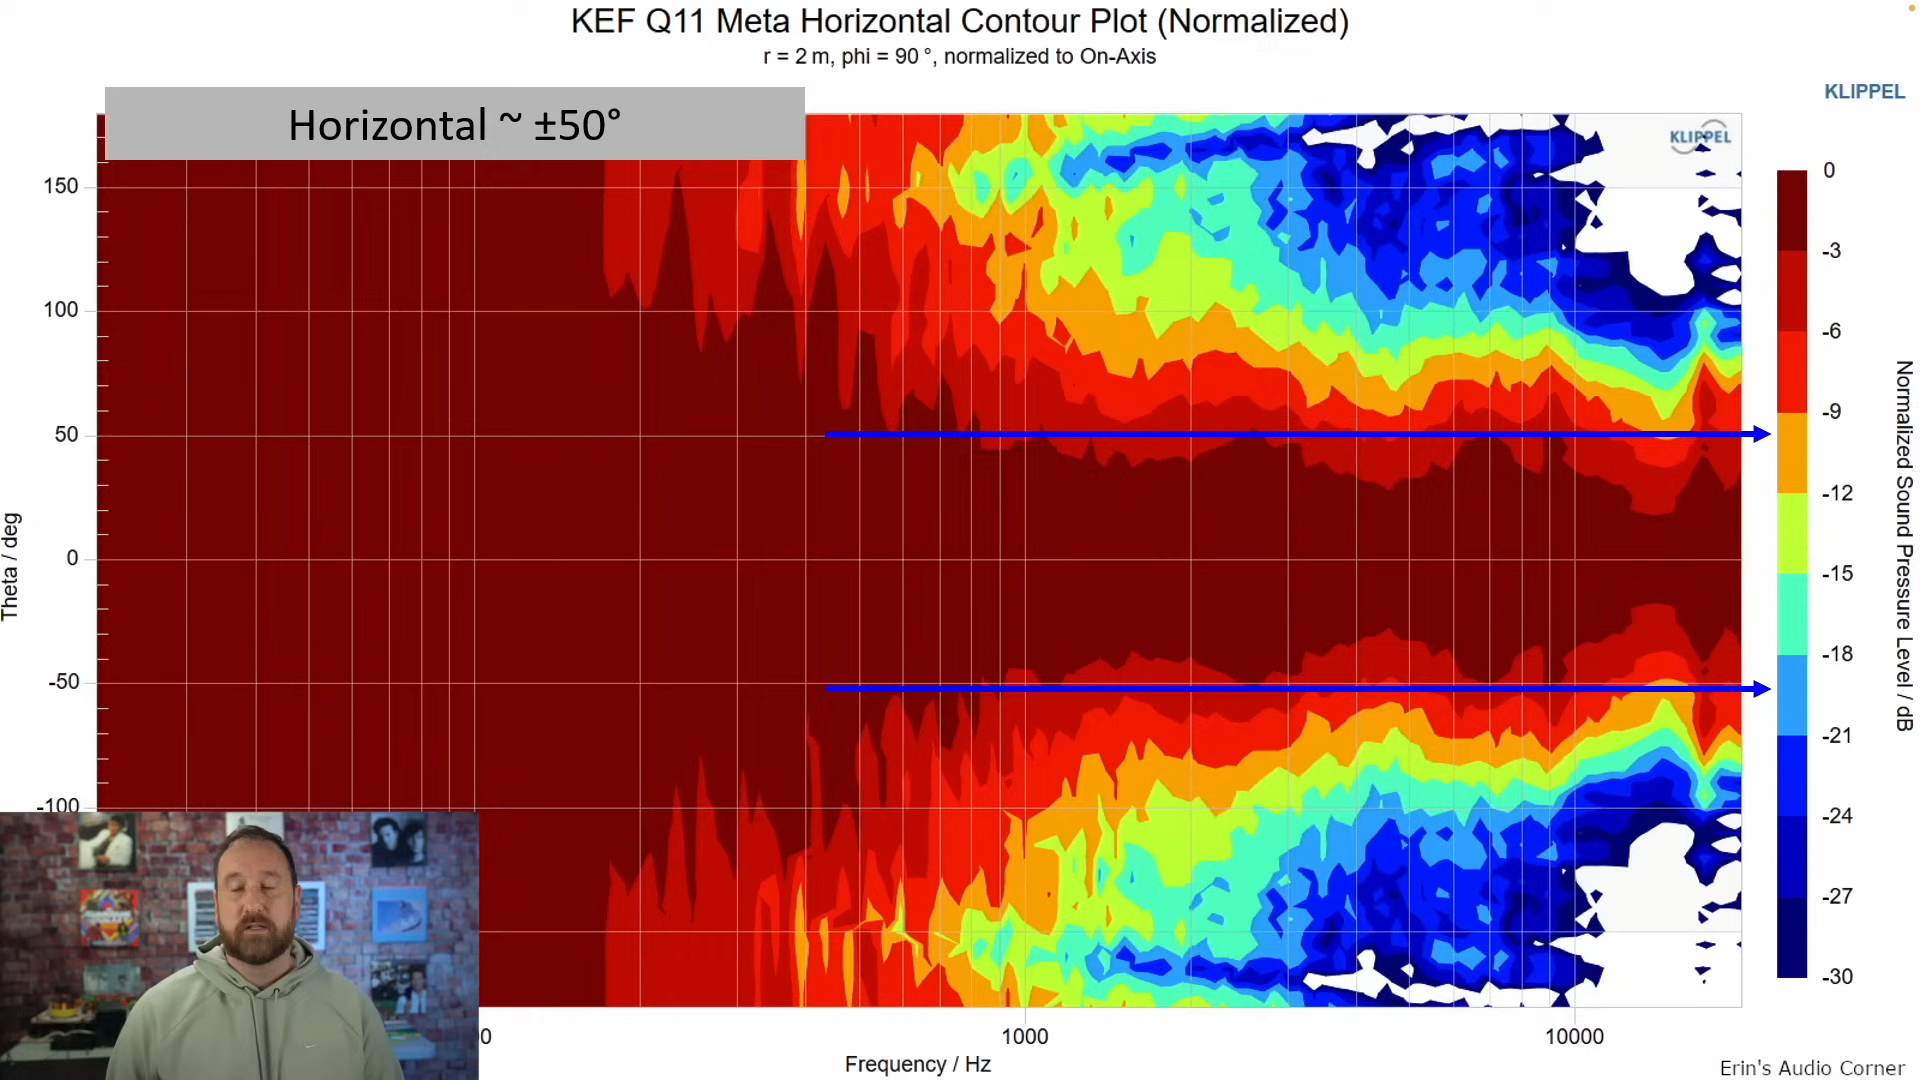 KEF Q11 Meta Horizontal Contour Plot (Normalized)
r = 2 m, phi = 90 °, normalized to On-Axis
KLIPPEL
Horizontal ~ ±50°
KLIPPEL
150
100
50
0
-50
-100
Theta / deg
0
-3
-6
-9
-12
-15
-18
-21
-24
-27
-30
Normalized Sound Pressure Level / dB
0
1000
10000
Frequency / Hz
Erin's Audio Corner